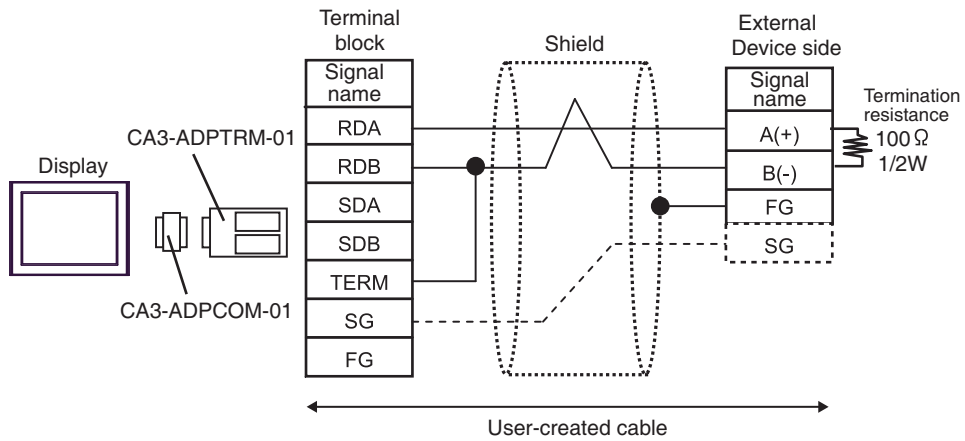 Terminal
block
Shield
External
Device side
Signal
name
RDA
RDB
SDA
SDB
TERM
SG
FG
Signal
name
A(+)
B(-)
FG
SG
Termination
resistance
100Ω
1/2W
Display
CA3-ADPTRM-01
CA3-ADPCOM-01
User-created cable